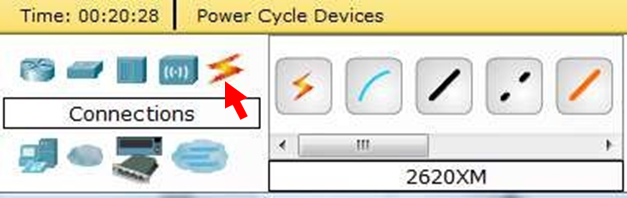 Time: 00:20:28
Power Cycle Devices
Connections
2620XM